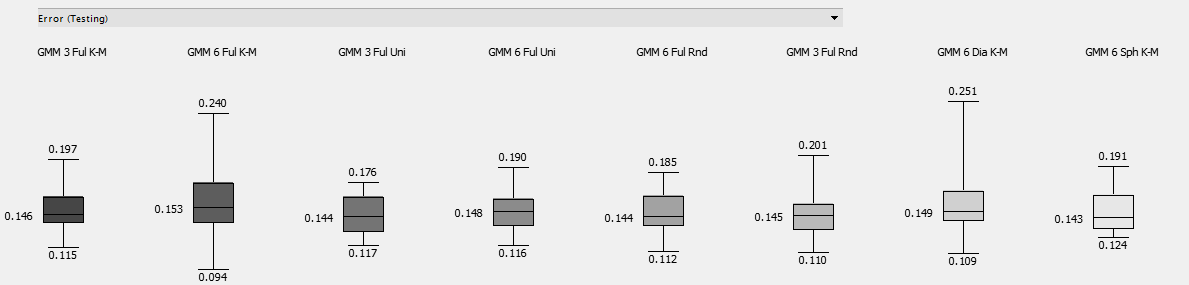 Error (Testing)
GMM 3 Ful K-M GMM 6 Ful K-M GMM 3 Ful Uni GMM 6 Ful Uni GMM 6 Ful Rnd GMM 3 Ful Rnd GMM 6 Dia K-M GMM 6 Sph K-M
0.197 0.240 0.176 0.190 0.185 0.201 0.251 0.191
0.146 0.153 0.144 0.148 0.144 0.145 0.149 0.143
0.115 0.094 0.117 0.116 0.112 0.110 0.109 0.124